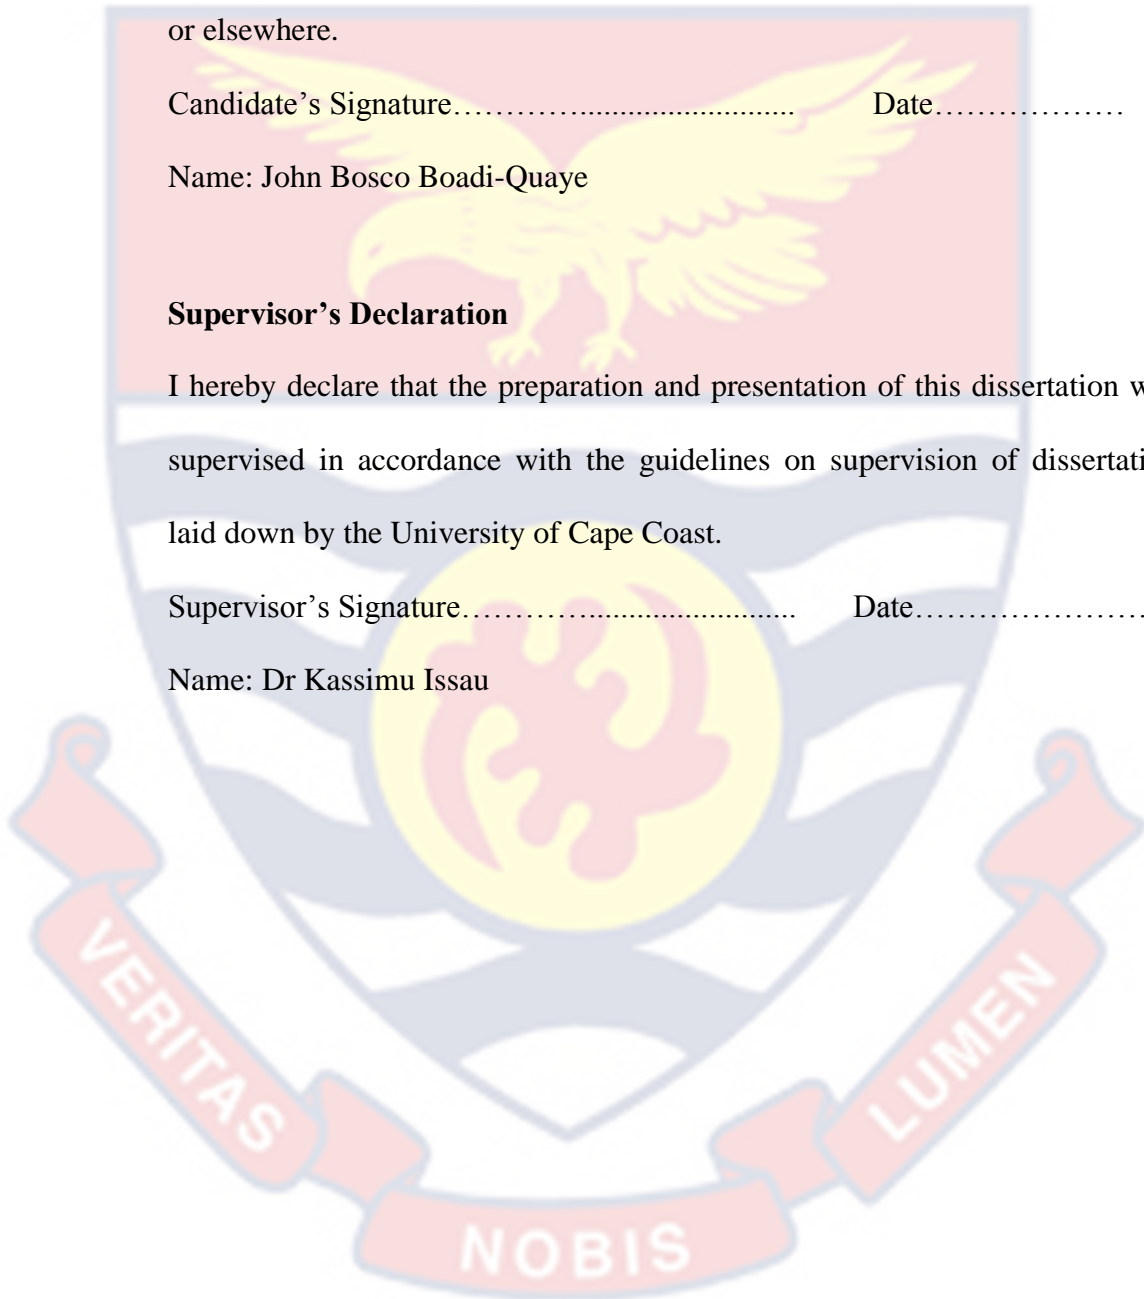 or elsewhere.
Candidate’s Signature…………........................... Date………………
Name: John Bosco Boadi-Quaye
Supervisor’s Declaration
I hereby declare that the preparation and presentation of this dissertation
supervised in accordance with the guidelines on supervision of
laid down by the University of Cape Coast.
Supervisor’s Signature…………......................... Date…………………
Name: Dr Kassimu Issau
VERITAS
NOBIS
LUMEN